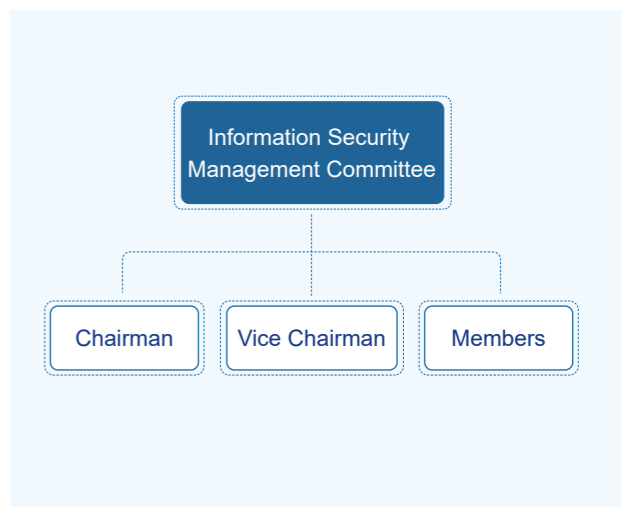 Information Security
Management Committee
Chairman
Vice Chairman
Members